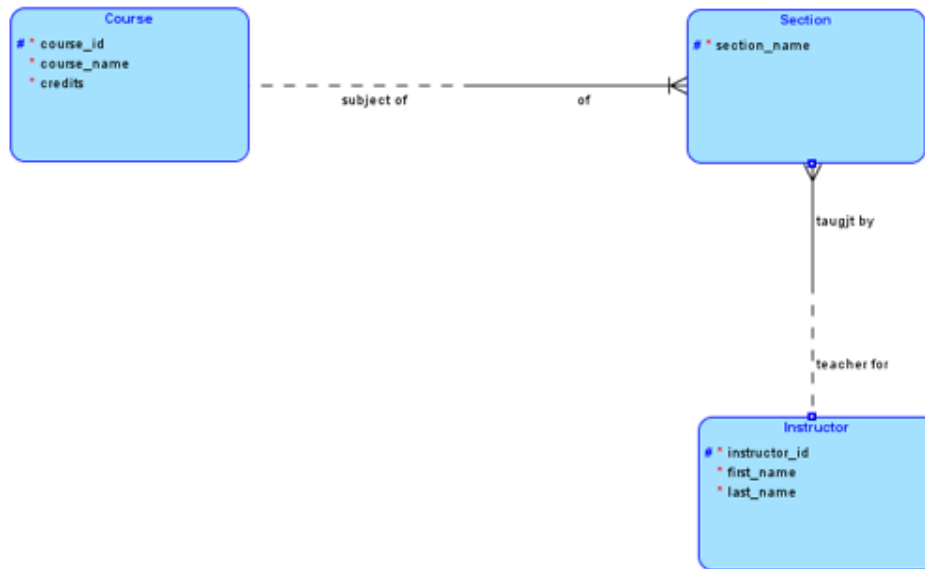 Course
# * course_id
* course_name
* credits
subject of
of
Section
# * section_name
taugjt by
teacher for
Instructor
# * instructor_id
* first_name
* last_name